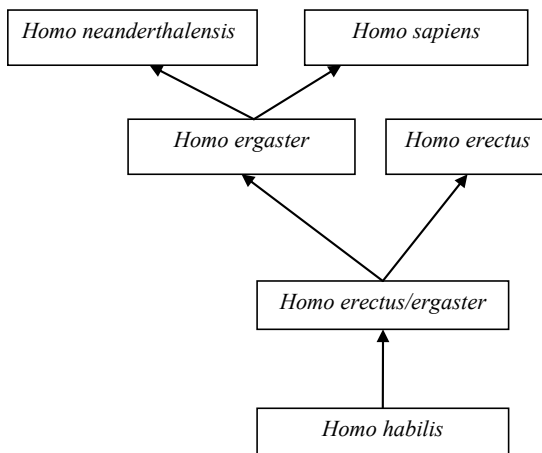 Homo neanderthalensis
Homo sapiens
Homo ergaster
Homo erectus
Homo erectus/ergaster
Homo habilis